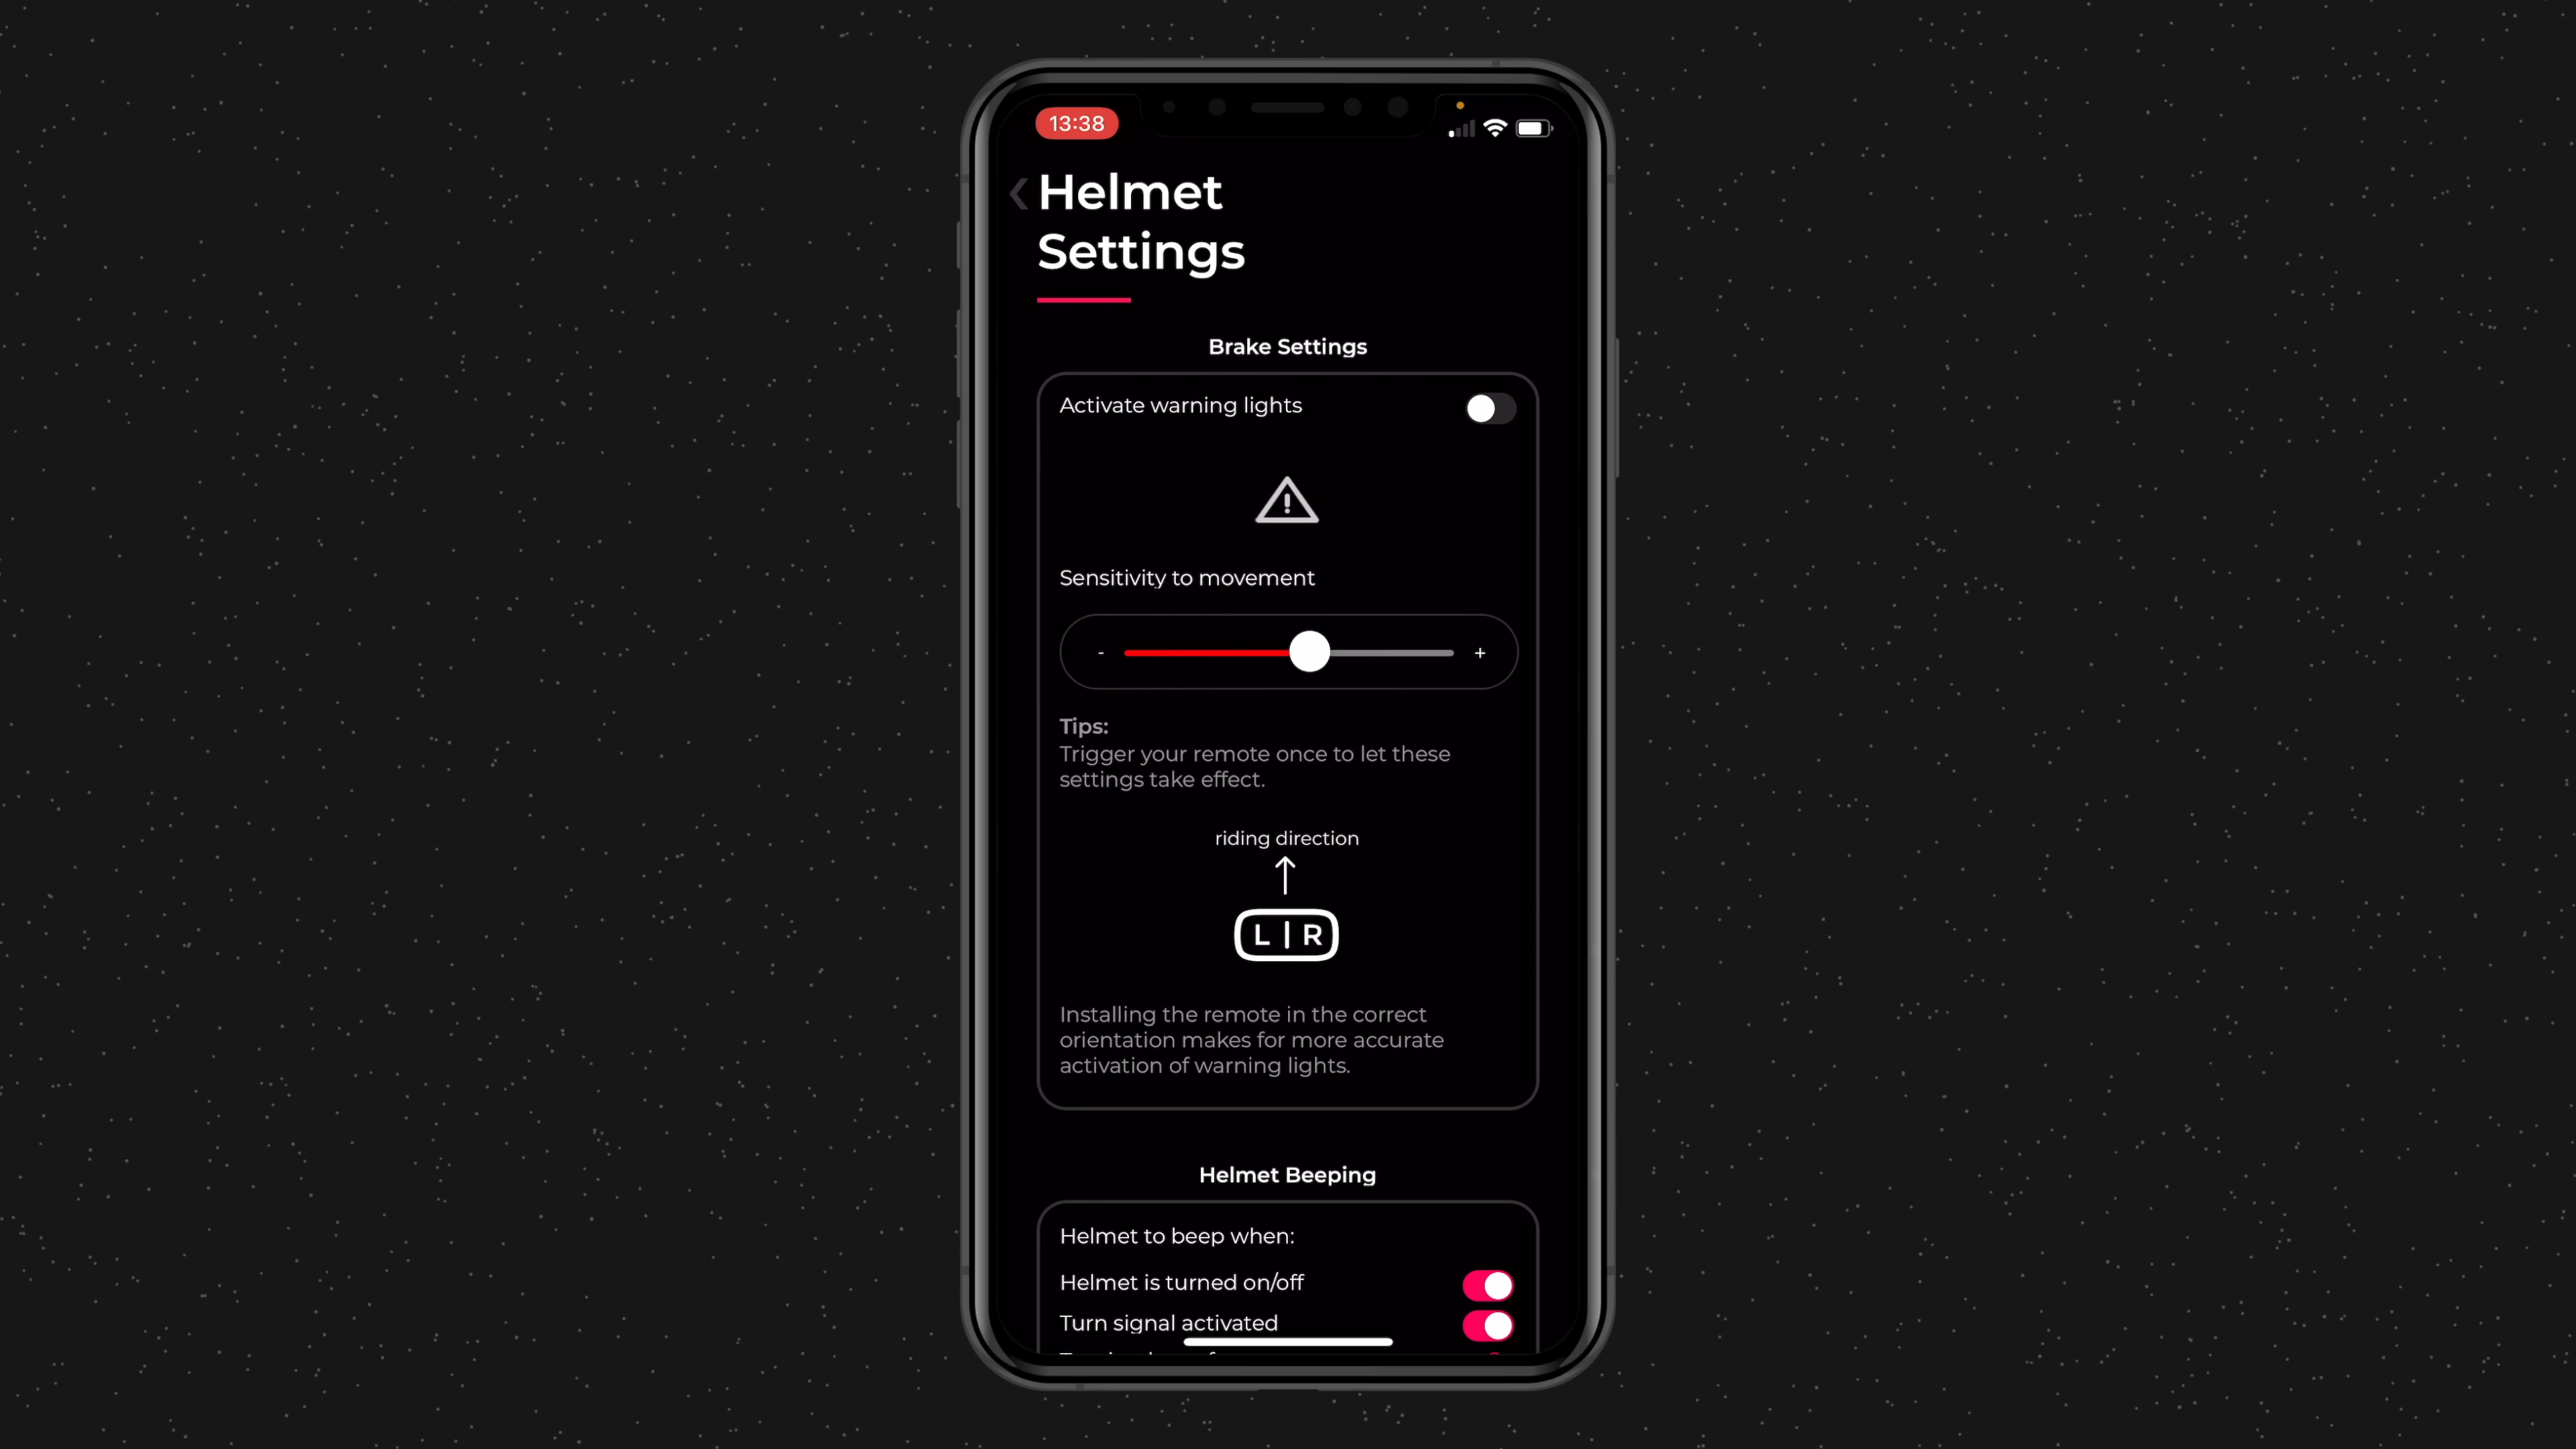 13:38
Helmet
Settings
Brake Settings
Activate warning lights
Sensitivity to movement
- +
Tips:
Trigger your remote once to let these
settings take effect.
riding direction
L | R
Installing the remote in the correct
orientation makes for more accurate
activation of warning lights.
Helmet Beeping
Helmet to beep when:
Helmet is turned on/off
Turn signal activated